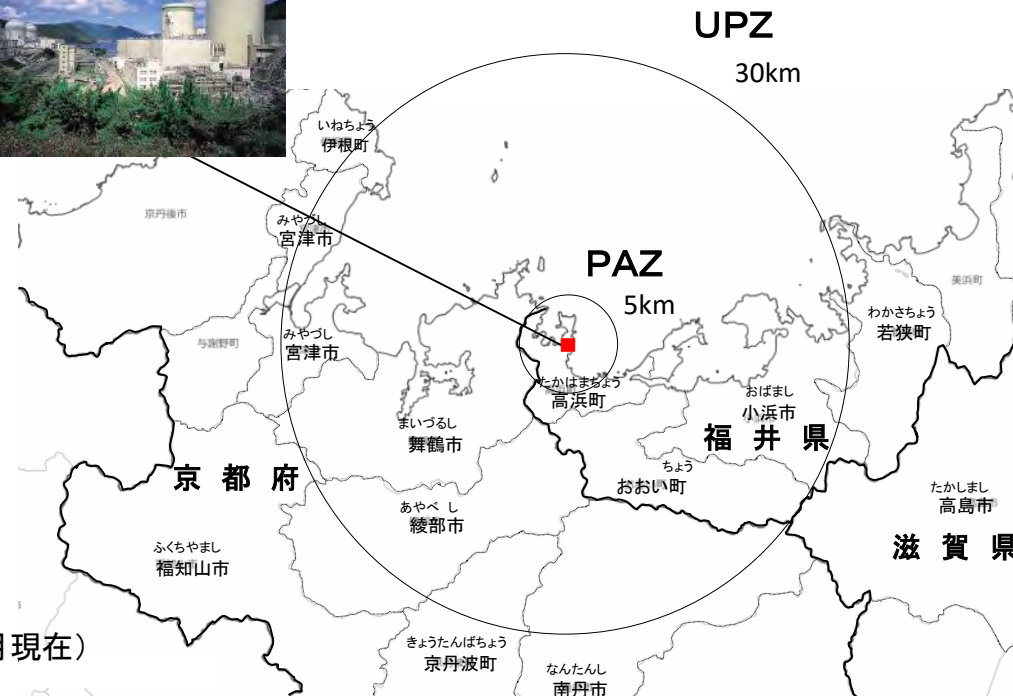 UPZ
30km
いねちょう
伊根町
京丹後市
みやづし
宮津市
PAZ
5km
美浜町
わかさちょう
若狭町
みやづし
宮津市
与謝野町
たかはまちょう
高浜町
おばまし
小浜市
まいづるし
舞鶴市
福井県
京都府
ちょう
おおい町
あやべ し
綾部市
たかしまし
高島市
ふくちやまし
福知山市
滋賀県
現在）
きょうたんばちょう
京丹波町
なんたんし
南丹市